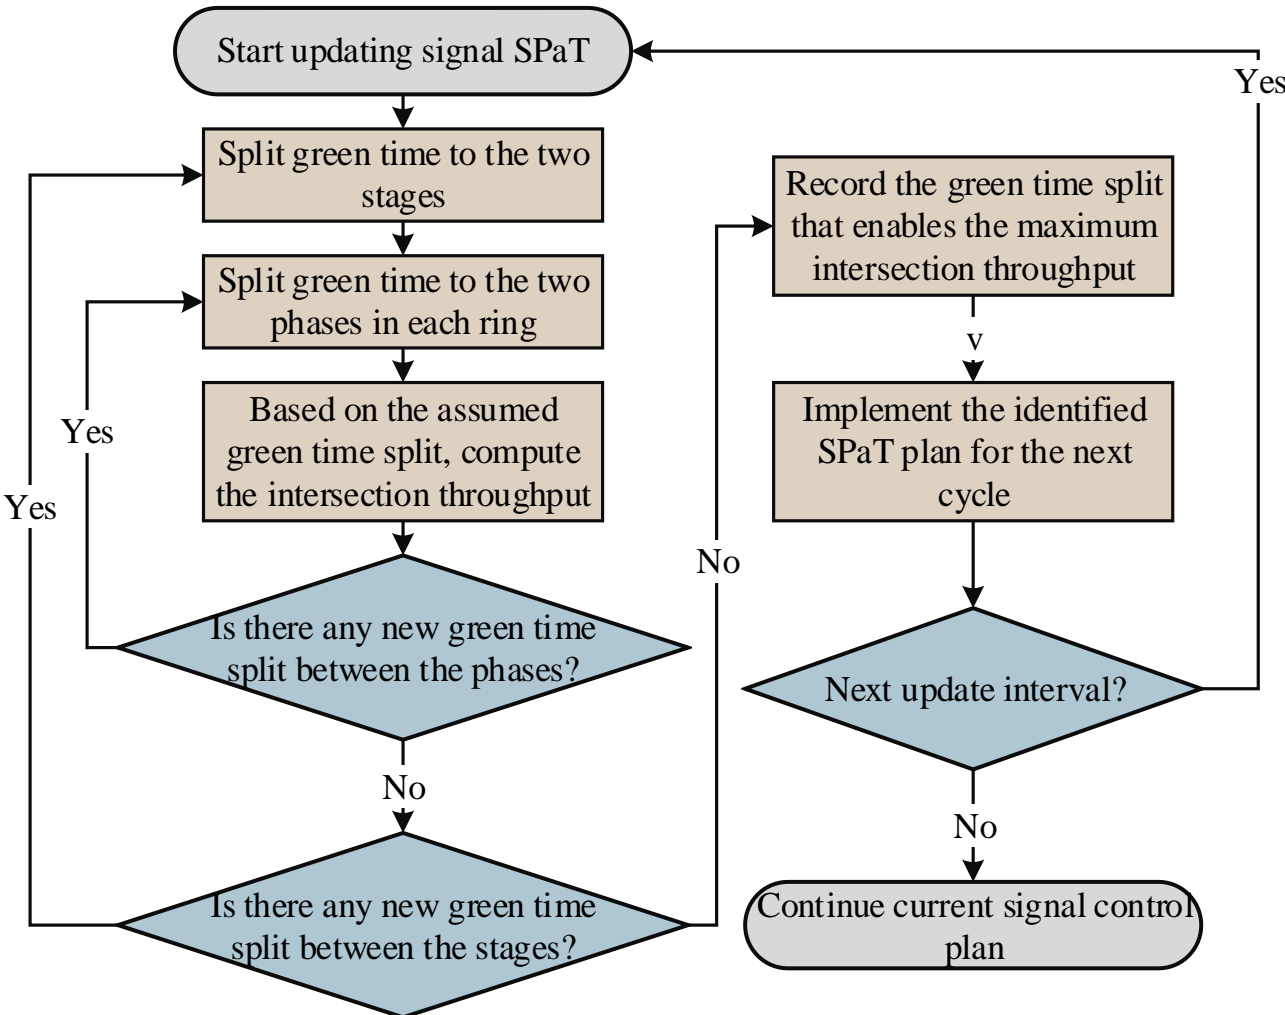 Start updating signal SPaT
Split green time to the two
stages
Split green time to the two
phases in each ring
Based on the assumed
green time split, compute
the intersection throughput
Is there any new green time
split between the phases?
Yes
No
Is there any new green time
split between the stages?
Yes
No
Record the green time split
that enables the maximum
intersection throughput
v
Implement the identified
SPaT plan for the next
cycle
Next update interval?
Yes
No
Continue current signal control
plan